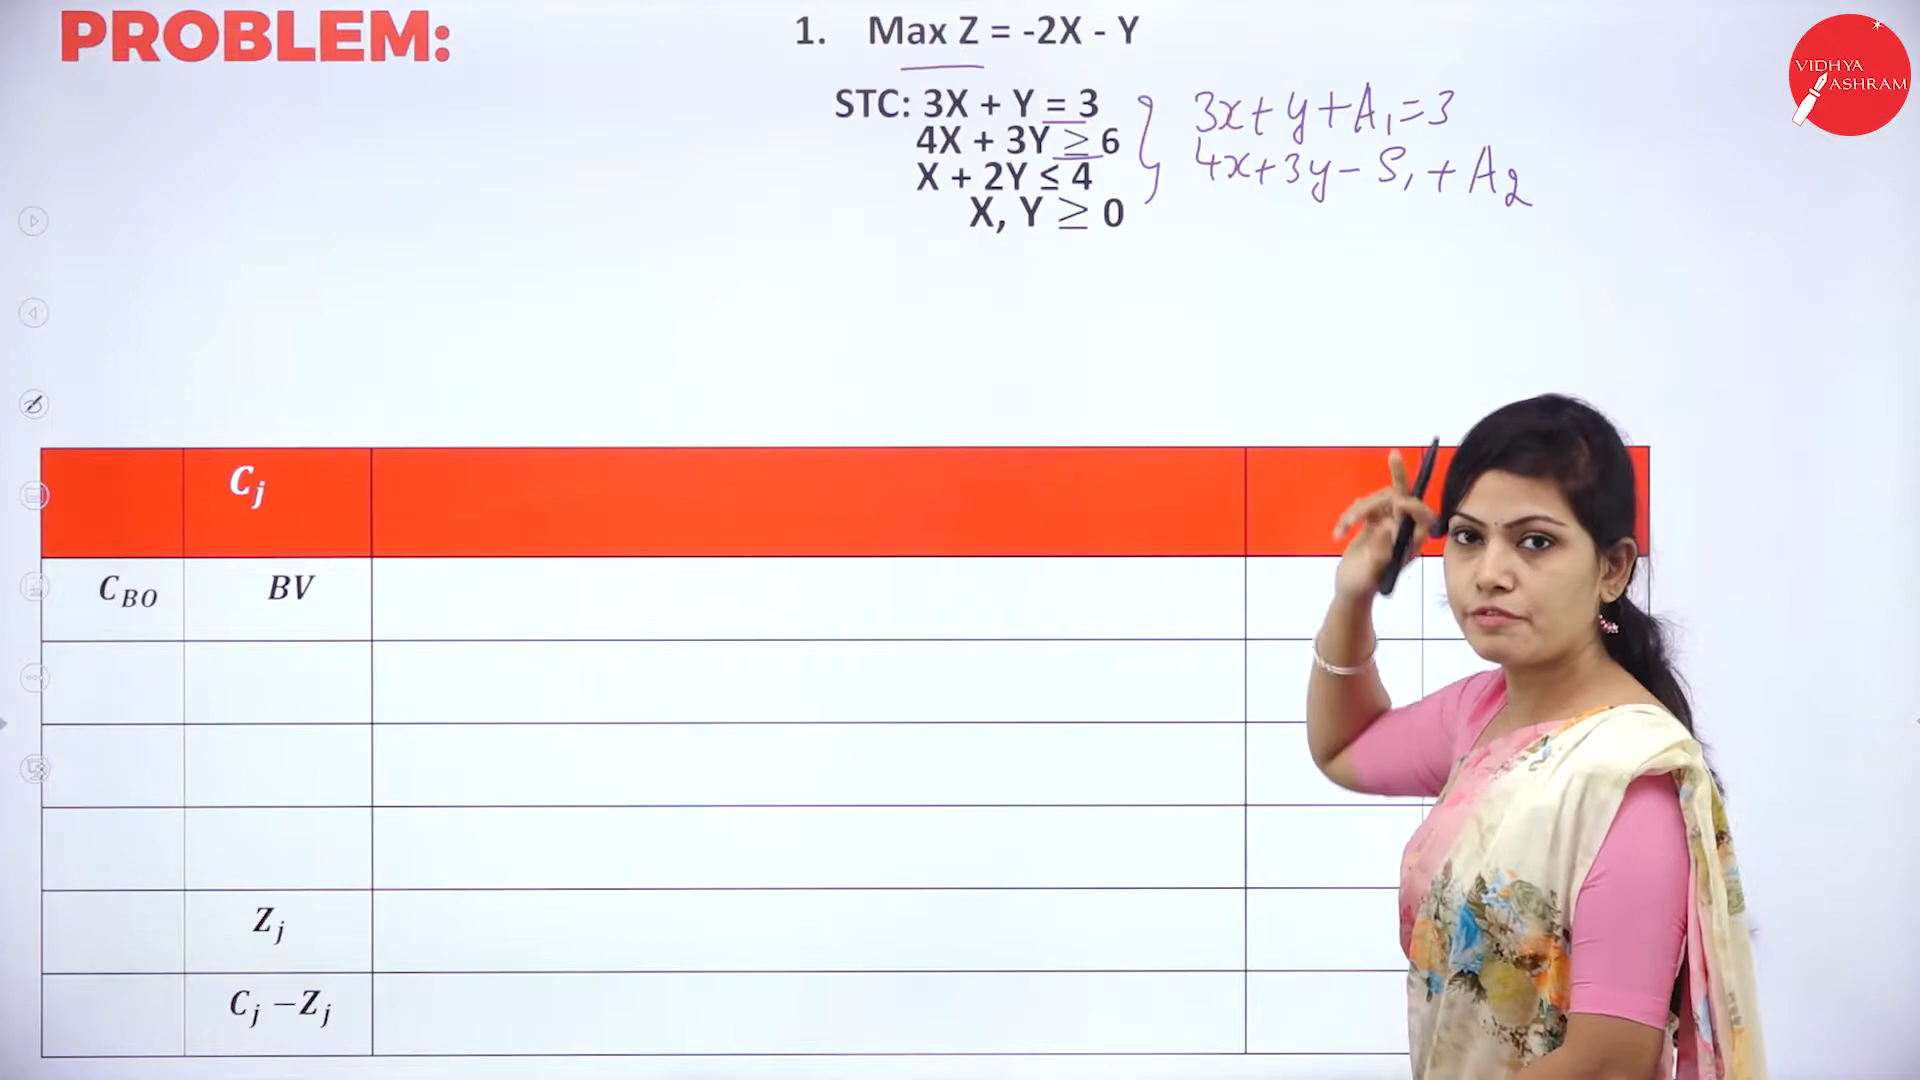 PROBLEM:
1. Max Z = -2X - Y
STC: 3X + Y = 3
4X + 3Y ≥ 6
X + 2Y ≤ 4
X, Y ≥ 0
3x + y + A₁ = 3
4x + 3y - S₁ + A₂
VIDHYA
ASHRAM
Cⱼ
C_BO BV
Zⱼ
Cⱼ − Zⱼ